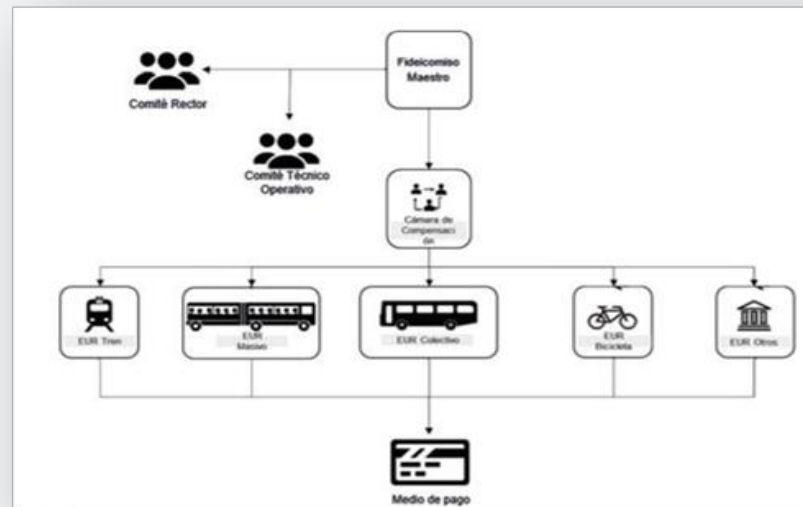 Fideicomiso
Maestro
Comité Rector
Comité Técnico
Operativo
Cámara de
Compensaci
ón
EUR Tren
EUR
Masivo
EUR Colectivo
EUR
Bicicleta
EUR Otros
Medio de pago